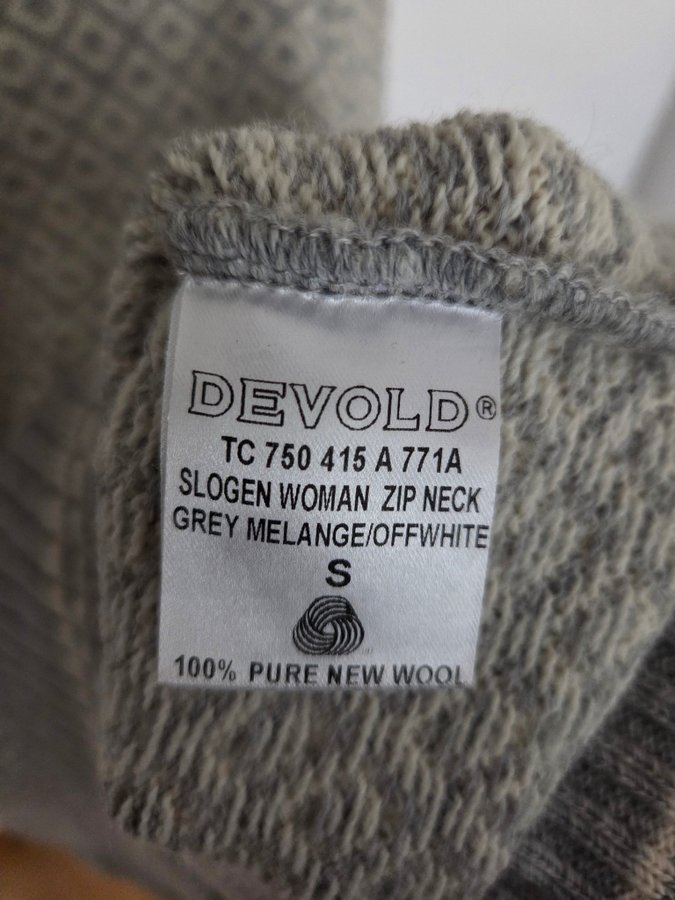 DEVOLD®
TC 750 415 A 771A
SLOGEN WOMAN ZIP NECK
GREY MELANGE/OFFWHITE
S
100% PURE NEW WOOL